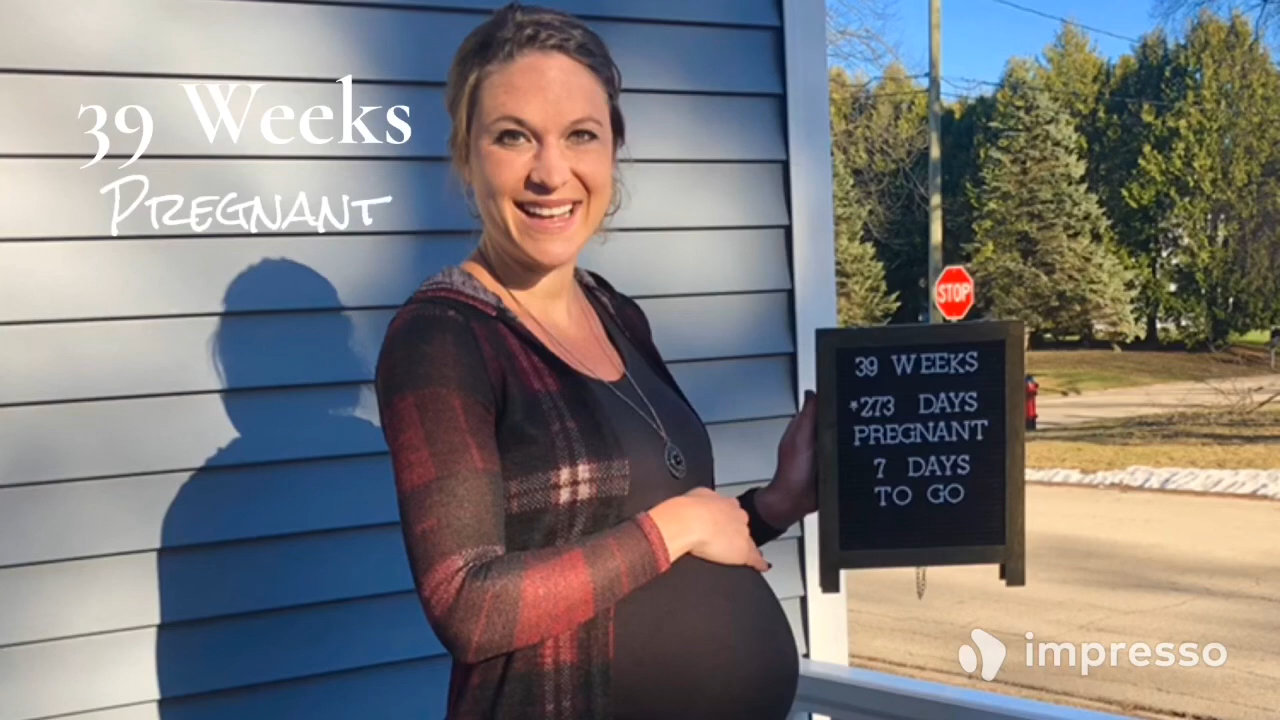 39 Weeks
PREGNANT
STOP
39 WEEKS
*273 DAYS
PREGNANT
7 DAYS
TO GO
impresso